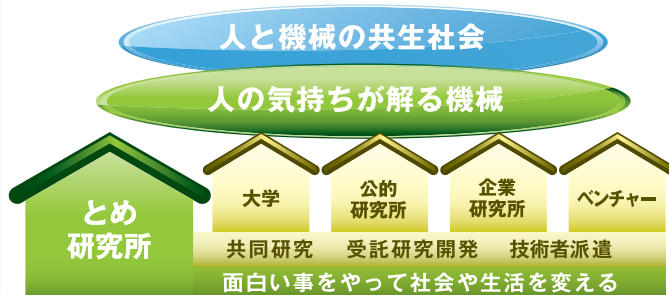 人と機械の共生社会
人の気持ちが解る機械
とめ
研究所
大学
公的
研究所
企業
研究所
ベンチャー
共同研究 受託研究開発 技術者派遣
面白い事をやって社会や生活を変える